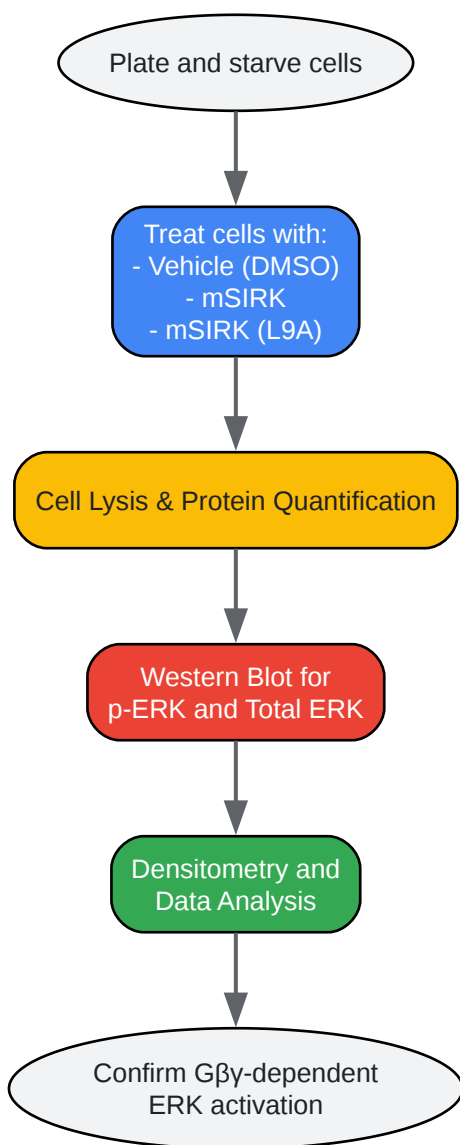 Plate and starve cells
Treat cells with:
- Vehicle (DMSO)
- mSIRK
- mSIRK (L9A)
Cell Lysis & Protein Quantification
Western Blot for
p-ERK and Total ERK
Densitometry and
Data Analysis
Confirm Gβγ-dependent
ERK activation